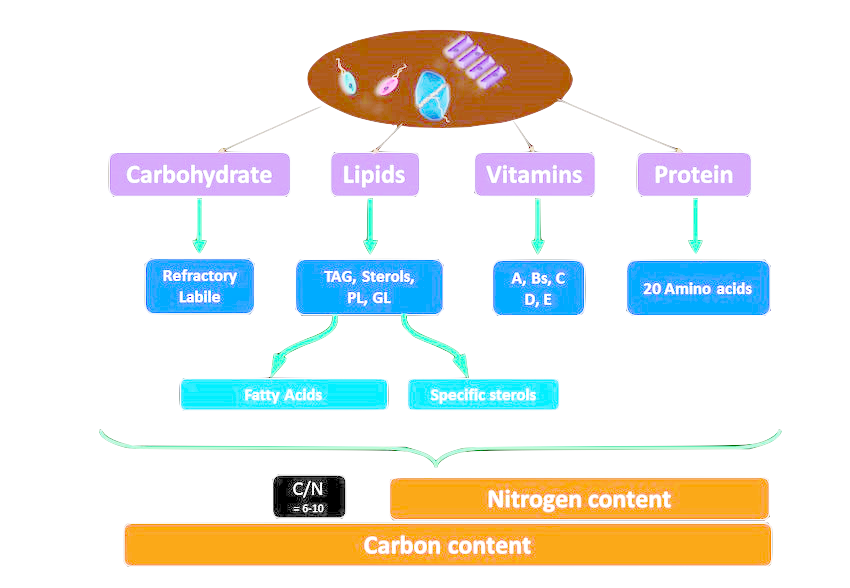 Carbohydrate
Lipids
Vitamins
Protein
Refractory
Labile
TAG, Sterols,
PL, GL
A, Bs, C
D, E
20 Amino acids
Fatty Acids
Specific sterols
C/N
= 6-10
Nitrogen content
Carbon content